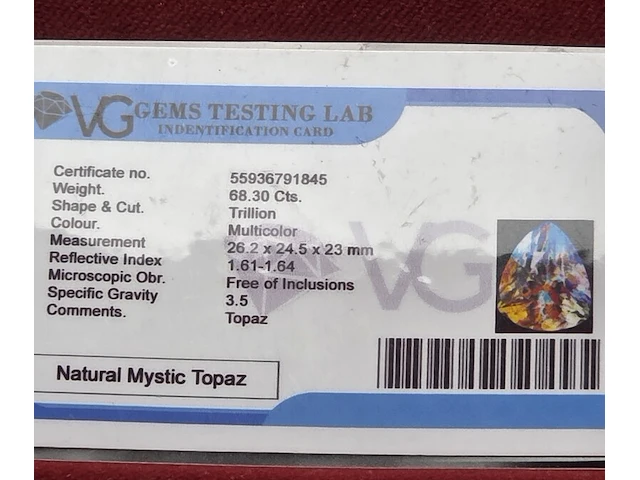 VG GEMS TESTING LAB
INDENTIFICATION CARD
Certificate no. 55936791845
Weight. 68.30 Cts.
Shape & Cut. Trillion
Colour. Multicolor
Measurement 26.2 x 24.5 x 23 mm
Reflective Index 1.61-1.64
Microscopic Obr. Free of Inclusions
Specific Gravity 3.5
Comments. Topaz
VG
Natural Mystic Topaz